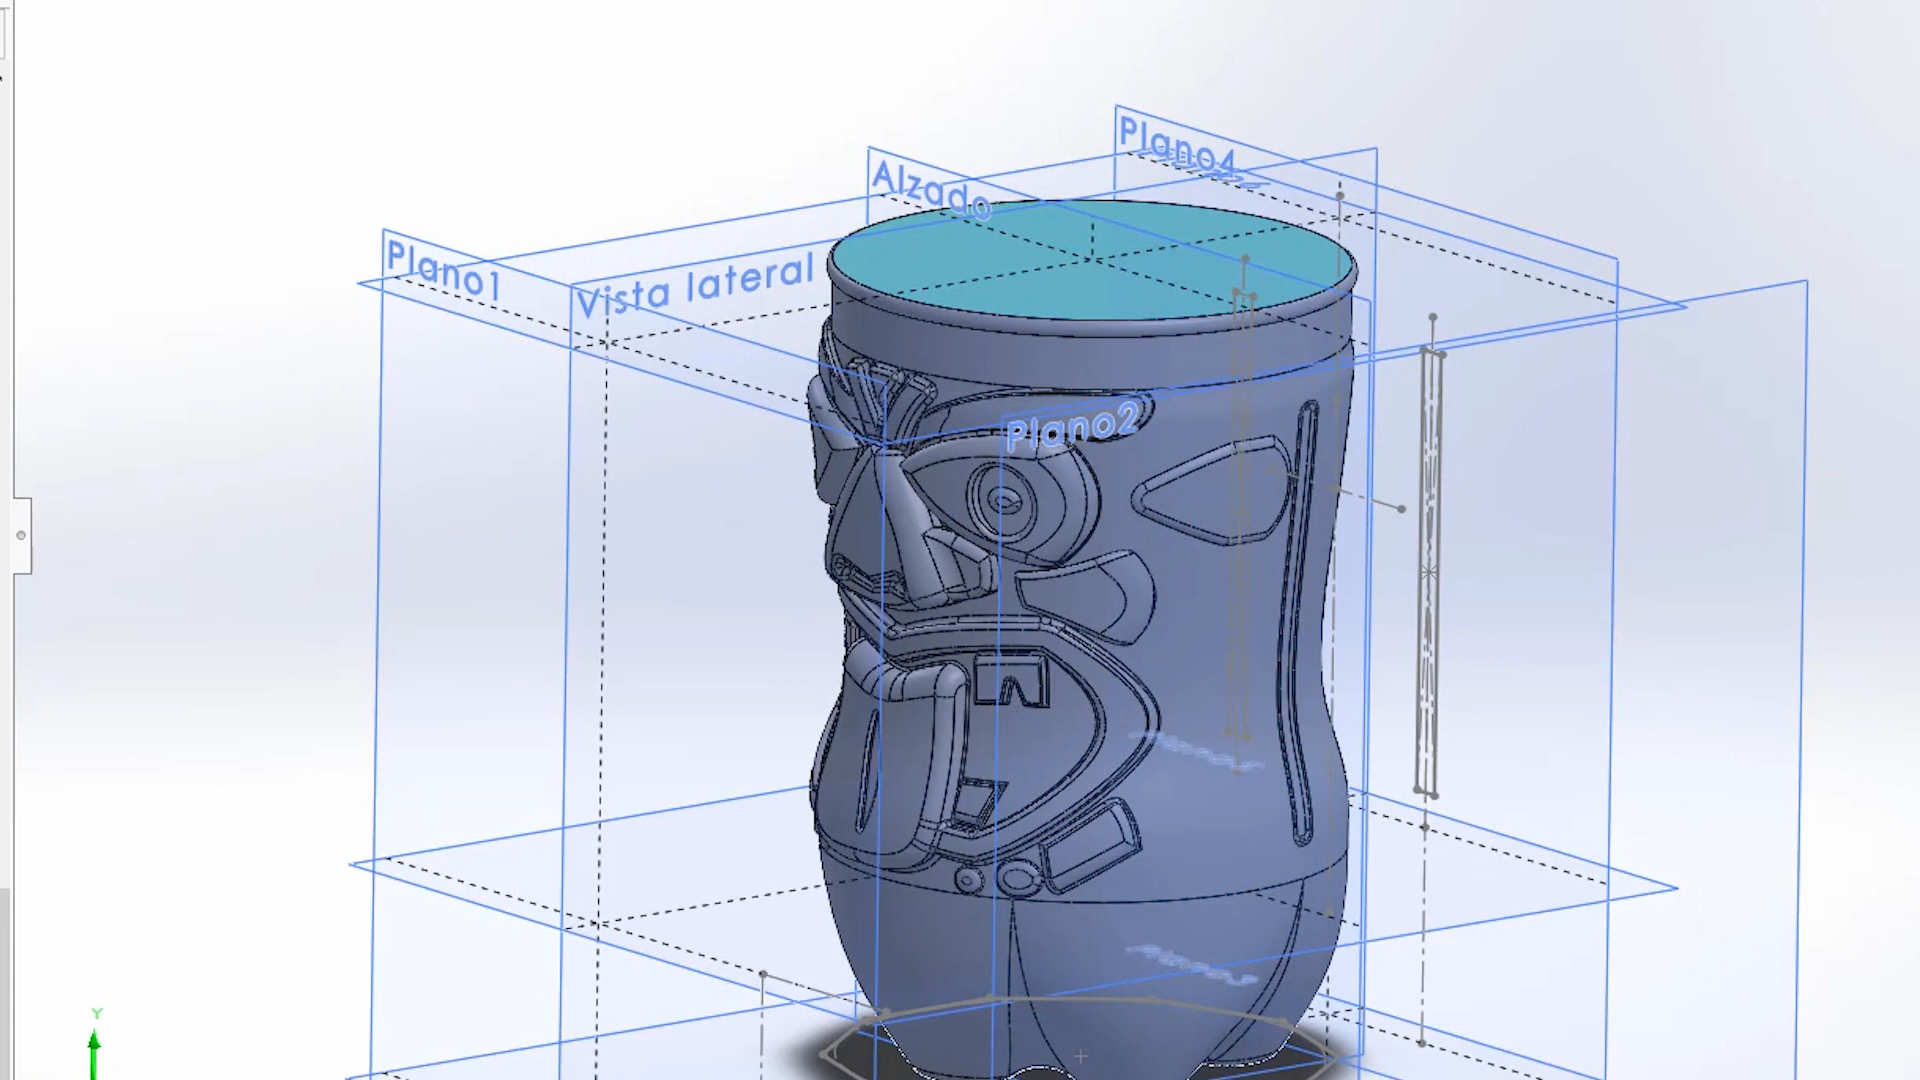 Plano4
Alzado
Plano1
Vista lateral
Plano2
Y